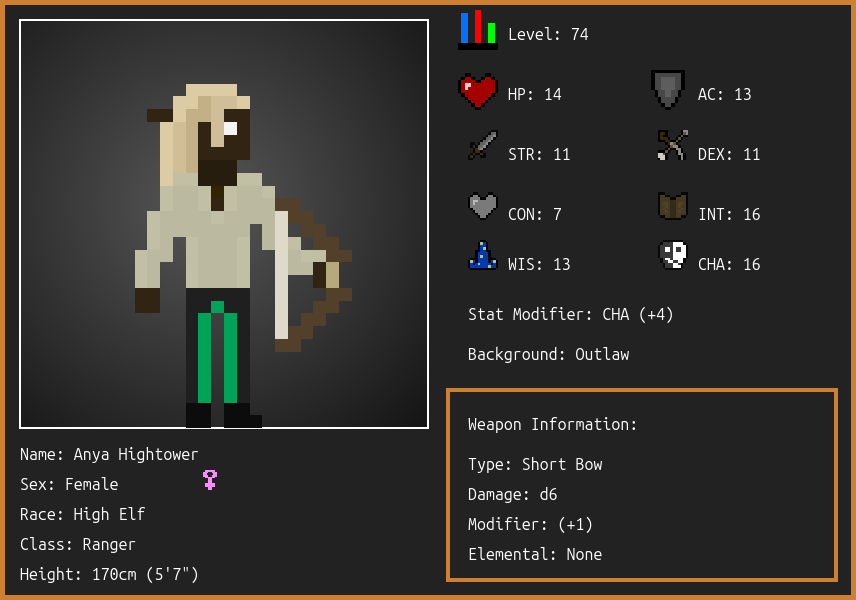 Level: 74
HP: 14
AC: 13
STR: 11
DEX: 11
CON: 7
INT: 16
WIS: 13
CHA: 16
Stat Modifier: CHA (+4)
Background: Outlaw
Weapon Information:
Type: Short Bow
Damage: d6
Modifier: (+1)
Elemental: None
Name: Anya Hightower
Sex: Female
Race: High Elf
Class: Ranger
Height: 170cm (5'7")